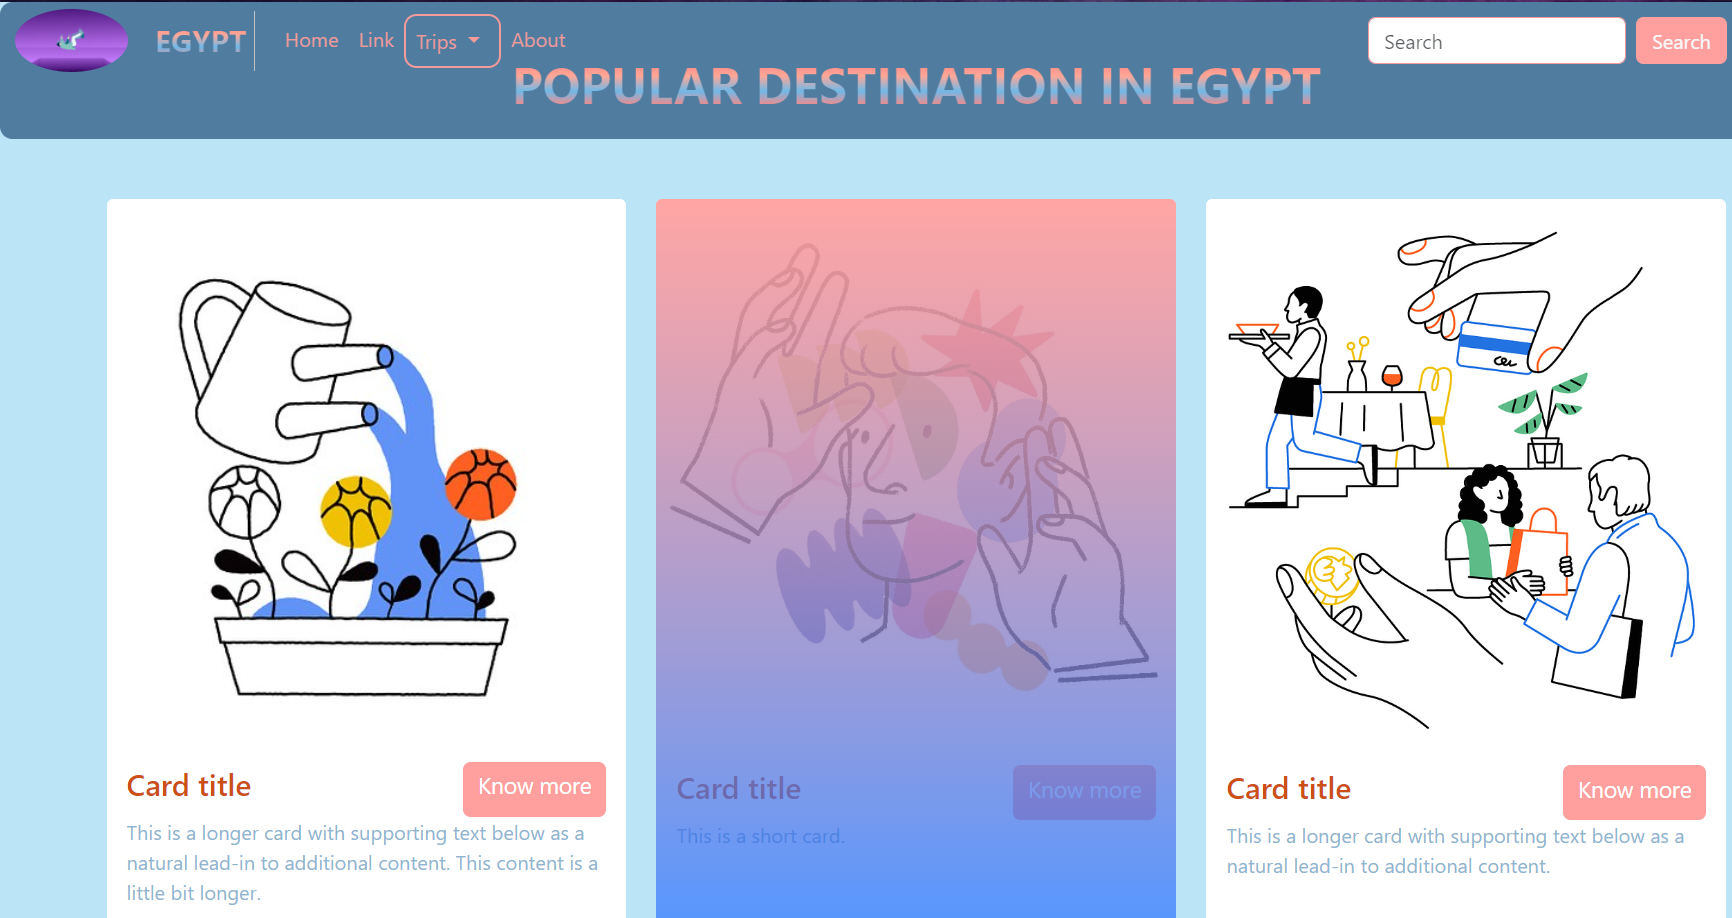 EGYPT
Home
Link
Trips
About
Search
Search
POPULAR DESTINATION IN EGYPT
Card title
Know more
This is a longer card with supporting text below as a
natural lead-in to additional content. This content is a
little bit longer.
Card title
Know more
This is a short card.
Card title
Know more
This is a longer card with supporting text below as a
natural lead-in to additional content.